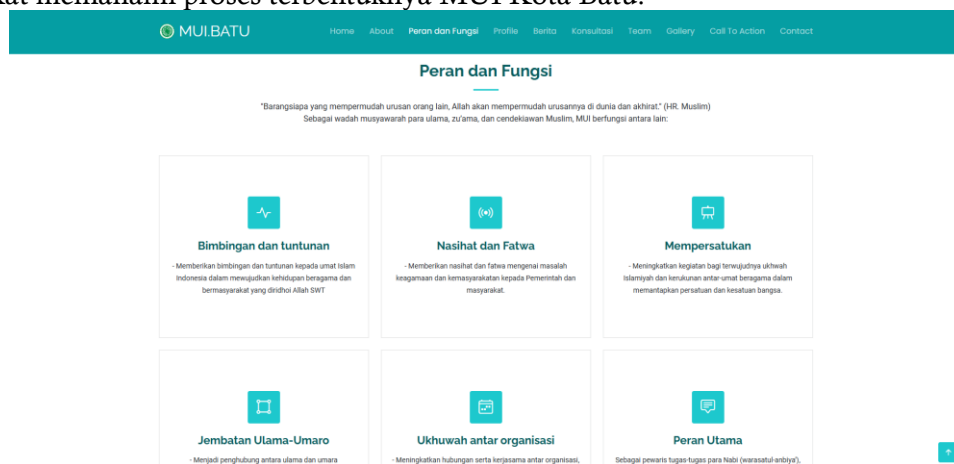 memahami proses terbentuknya MUI Kota Batu.
MUI.BATU
Home About Peran dan Fungsi Profile Berita Konsultasi Team Gallery Call To Action Contact
Peran dan Fungsi
"Barangsiapa yang mempermudah urusan orang lain, Allah akan mempermudah urusannya di dunia dan akhirat." (HR. Muslim)
Sebagai wadah musyawarah para ulama, zu'ama, dan cendekiawan Muslim, MUI berfungsi antara lain:
Bimbingan dan tuntunan
- Memberikan bimbingan dan tuntunan kepada umat Islam
Indonesia dalam mewujudkan kehidupan beragama dan
bermasyarakat yang diridhoi Allah SWT
Nasihat dan Fatwa
- Memberikan nasihat dan fatwa mengenai masalah
keagamaan dan kemasyarakatan kepada Pemerintah dan
masyarakat.
Mempersatukan
- Meningkatkan kegiatan bagi terwujudnya ukhwah
Islamiyah dan kerukunan antar-umat beragama dalam
memantapkan persatuan dan kesatuan bangsa.
Jembatan Ulama-Umaro
- Menjadi penghubung antara ulama dan umara
Ukhuwah antar organisasi
- Meningkatkan hubungan serta kerjasama antar organisasi,
Peran Utama
Sebagai pewaris tugas-tugas para Nabi (warasatul-anbiya'),